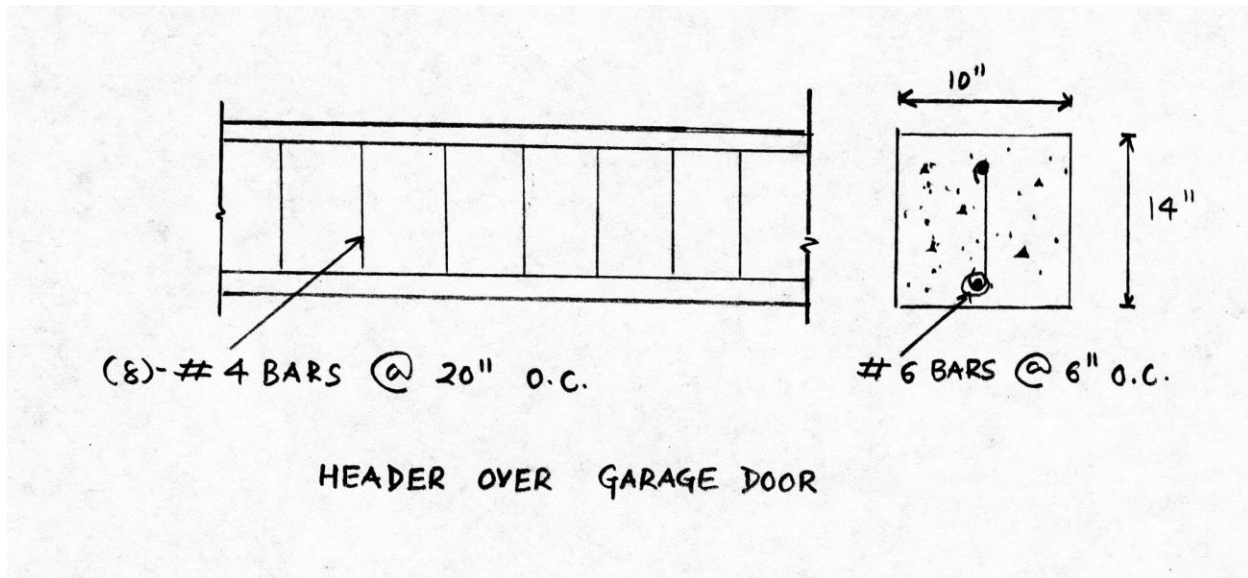 10"
14"
(8)-# 4 BARS @ 20" O.C.
# 6 BARS @ 6" O.C.
HEADER OVER GARAGE DOOR